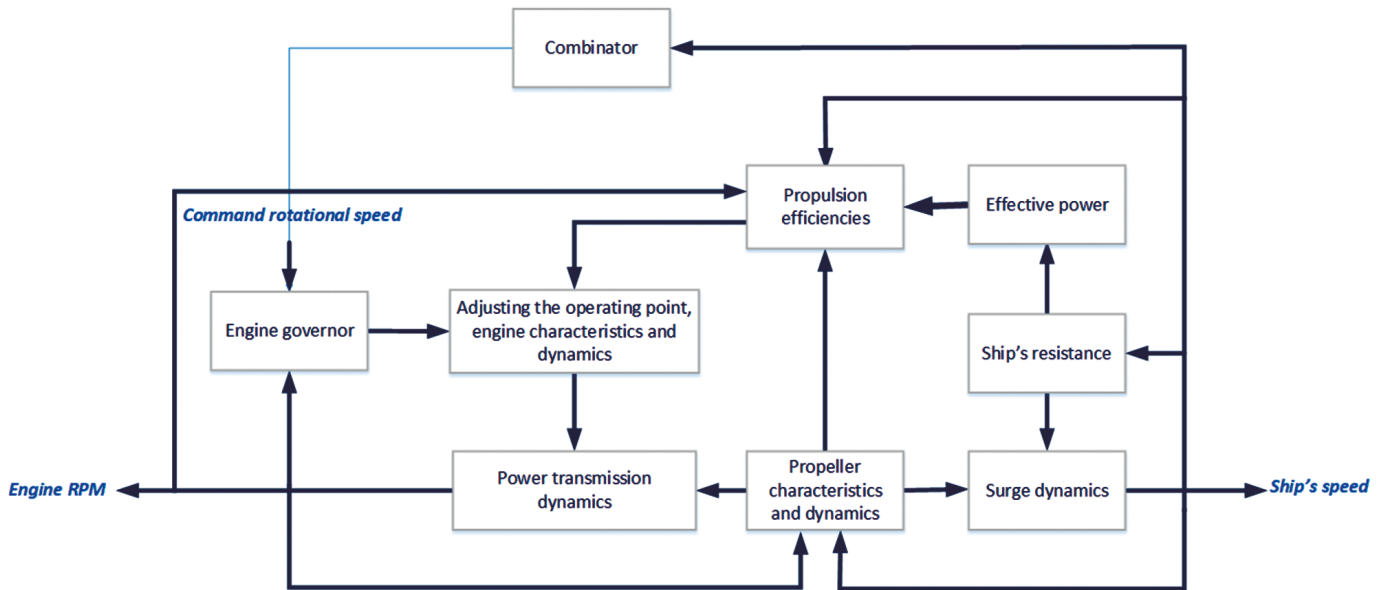 Combinator
Propulsion
efficiencies
Effective power
Command rotational speed
Engine governor
Adjusting the operating point,
engine characteristics and
dynamics
Ship's resistance
Engine RPM
Power transmission
dynamics
Propeller
characteristics
and dynamics
Surge dynamics
Ship's speed